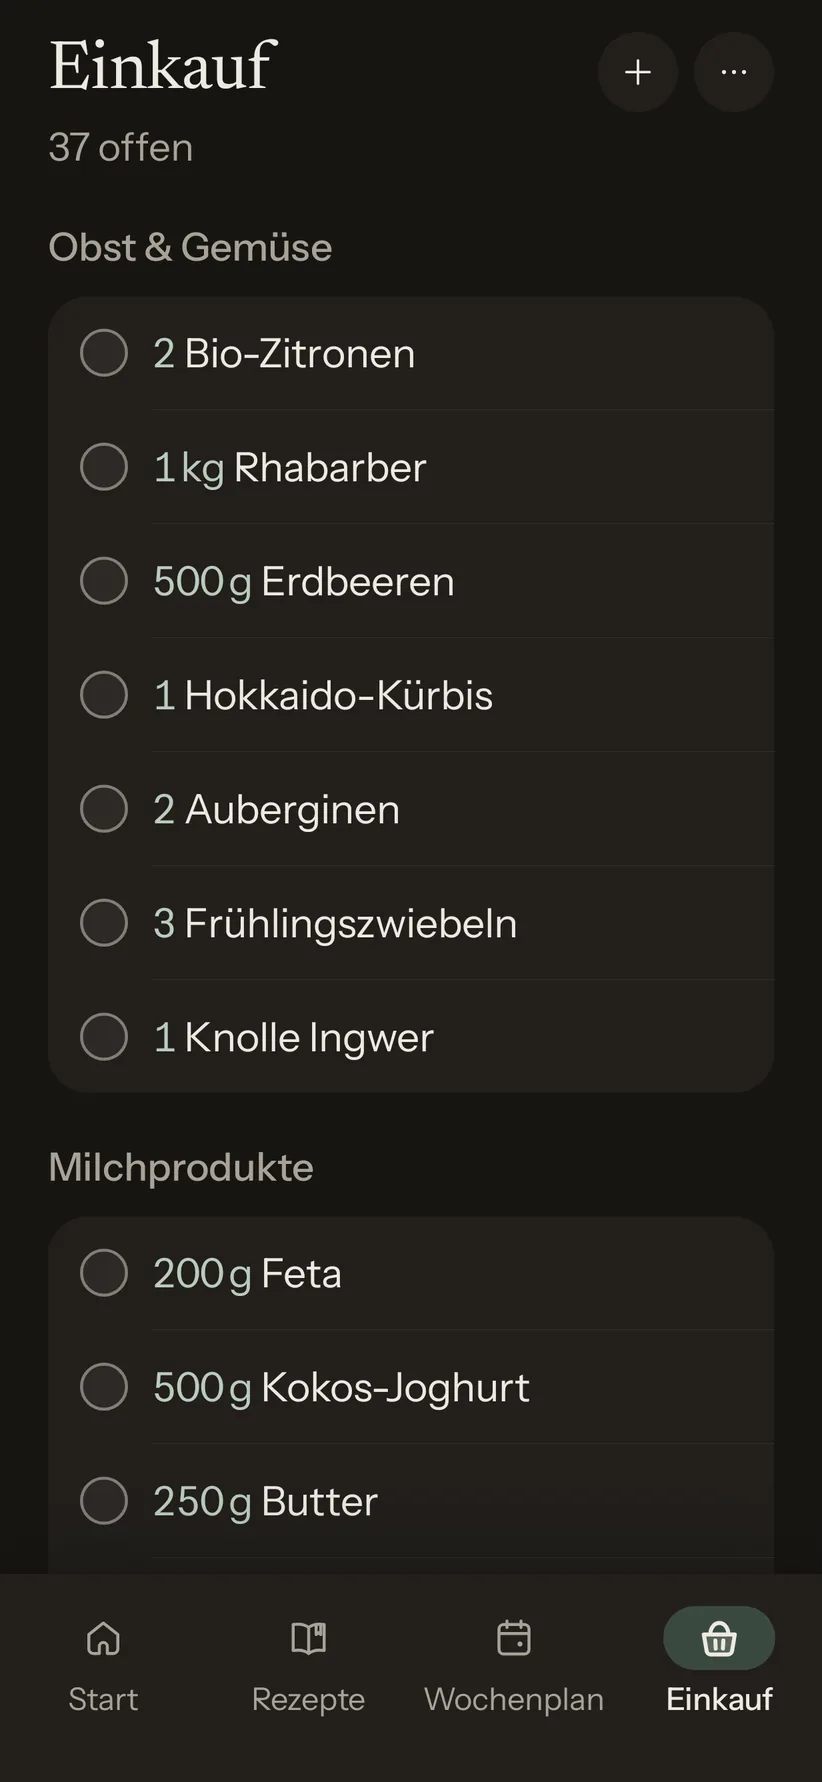 Einkauf
37 offen
Obst & Gemüse
2 Bio-Zitronen
1 kg Rhabarber
500 g Erdbeeren
1 Hokkaido-Kürbis
2 Auberginen
3 Frühlingszwiebeln
1 Knolle Ingwer
Milchprodukte
200 g Feta
500 g Kokos-Joghurt
250 g Butter
Start
Rezepte
Wochenplan
Einkauf